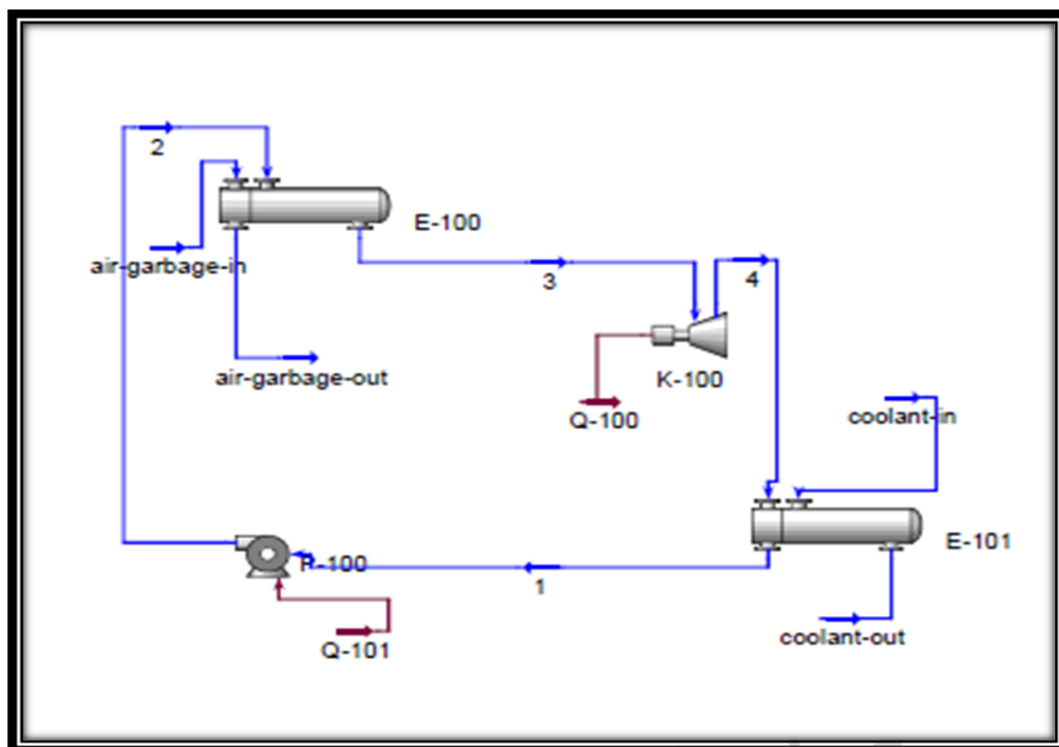 2
E-100
air-garbage-in
3
4
air-garbage-out
K-100
Q-100
coolant-in
E-101
P-100
1
Q-101
coolant-out